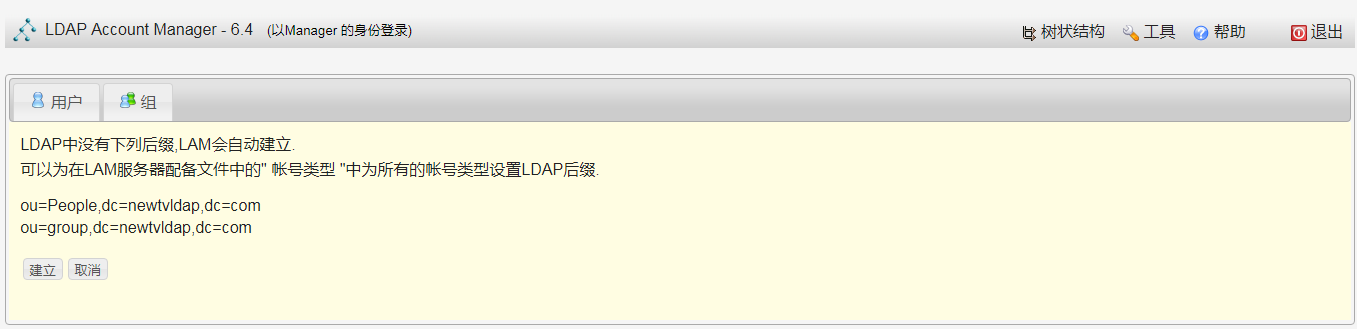 LDAP Account Manager - 6.4 (以Manager 的身份登录) 树状结构 工具 帮助 退出
用户 组
LDAP中没有下列后缀,LAM会自动建立.
可以为在LAM服务器配备文件中的" 帐号类型 "中为所有的帐号类型设置LDAP后缀.
ou=People,dc=newtvldap,dc=com
ou=group,dc=newtvldap,dc=com
建立 取消